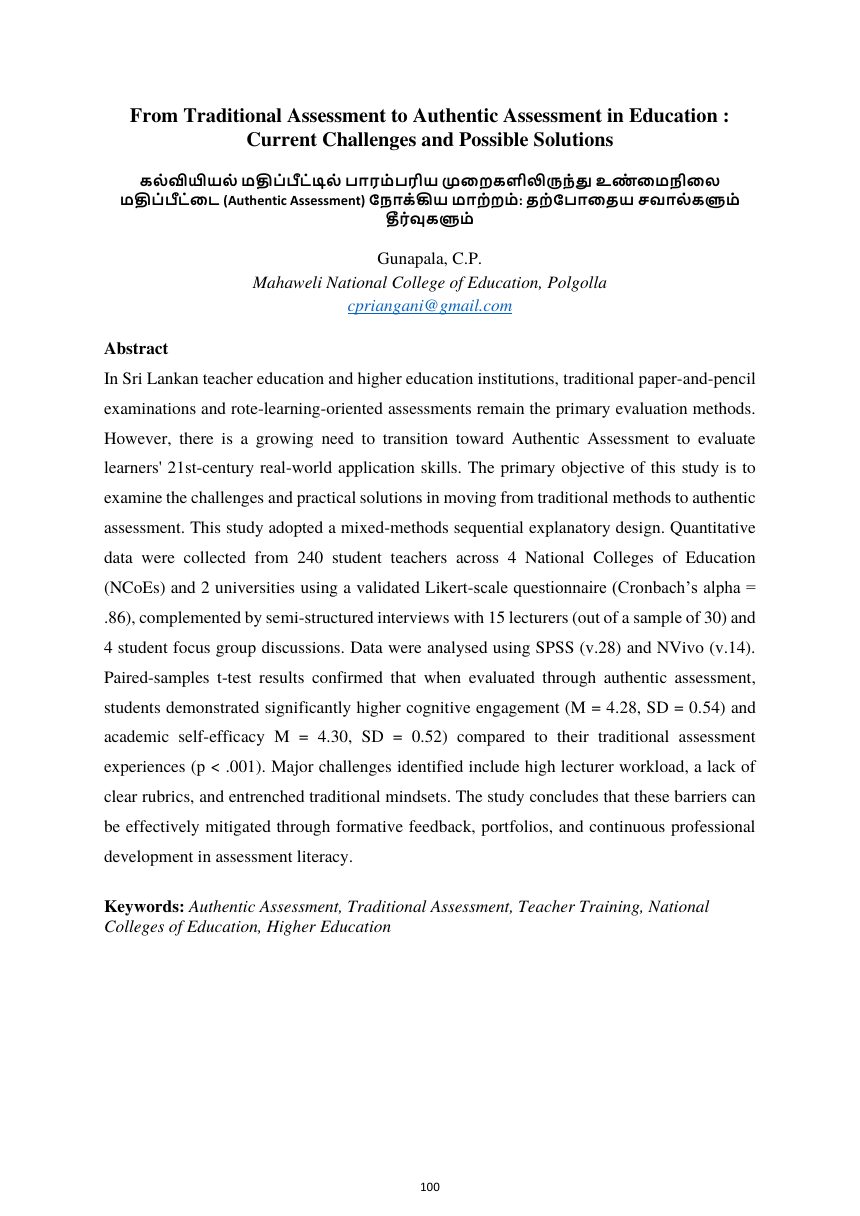 From Traditional Assessment to Authentic Assessment in Education :
Current Challenges and Possible Solutions
கல்வியியல் மதிப்பீட்டில் பாரம்பரிய முறைகளிலிருந்து உண்மைநிலை
மதிப்பீட்டை (Authentic Assessment) நோக்கிய மாற்றம்: தற்போதைய சவால்களும்
தீர்வுகளும்
Gunapala, C.P.
Mahaweli National College of Education, Polgolla
cpriangani@gmail.com
Abstract
In Sri Lankan teacher education and higher education institutions, traditional paper-and-pencil
examinations and rote-learning-oriented assessments remain the primary evaluation methods.
However, there is a growing need to transition toward Authentic Assessment to evaluate
learners' 21st-century real-world application skills. The primary objective of this study is to
examine the challenges and practical solutions in moving from traditional methods to authentic
assessment. This study adopted a mixed-methods sequential explanatory design. Quantitative
data were collected from 240 student teachers across 4 National Colleges of Education
(NCoEs) and 2 universities using a validated Likert-scale questionnaire (Cronbach’s alpha =
.86), complemented by semi-structured interviews with 15 lecturers (out of a sample of 30) and
4 student focus group discussions. Data were analysed using SPSS (v.28) and NVivo (v.14).
Paired-samples t-test results confirmed that when evaluated through authentic assessment,
students demonstrated significantly higher cognitive engagement (M = 4.28, SD = 0.54) and
academic self-efficacy M = 4.30, SD = 0.52) compared to their traditional assessment
experiences (p < .001). Major challenges identified include high lecturer workload, a lack of
clear rubrics, and entrenched traditional mindsets. The study concludes that these barriers can
be effectively mitigated through formative feedback, portfolios, and continuous professional
development in assessment literacy.
Keywords: Authentic Assessment, Traditional Assessment, Teacher Training, National
Colleges of Education, Higher Education
100